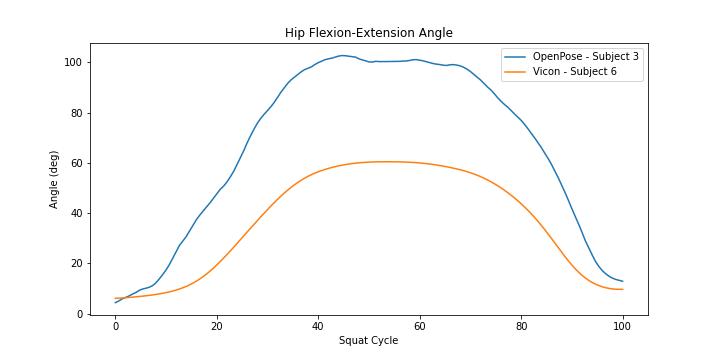 Hip Flexion-Extension Angle
OpenPose - Subject 3
Vicon - Subject 6
Angle (deg)
100
80
60
40
20
0
0 20 40 60 80 100
Squat Cycle